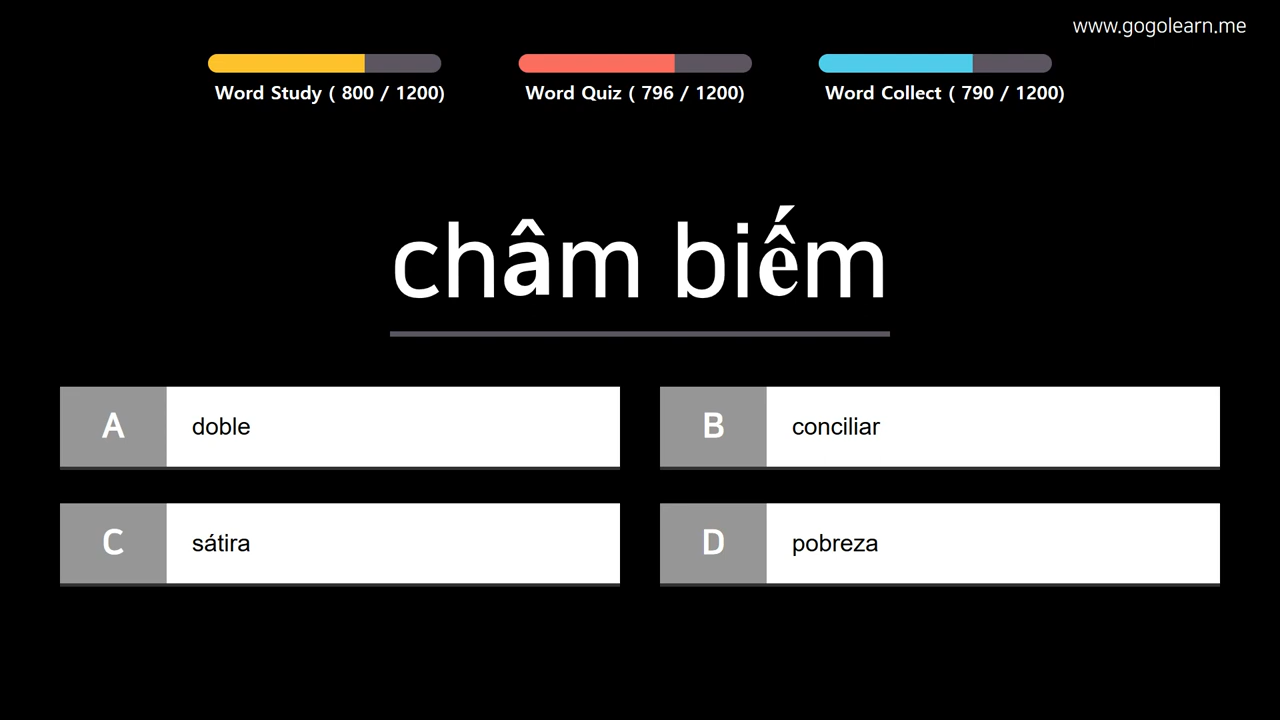 www.gogolearn.me
Word Study ( 800 / 1200)
Word Quiz ( 796 / 1200)
Word Collect ( 790 / 1200)
châm biếm
A doble
B conciliar
C sátira
D pobreza